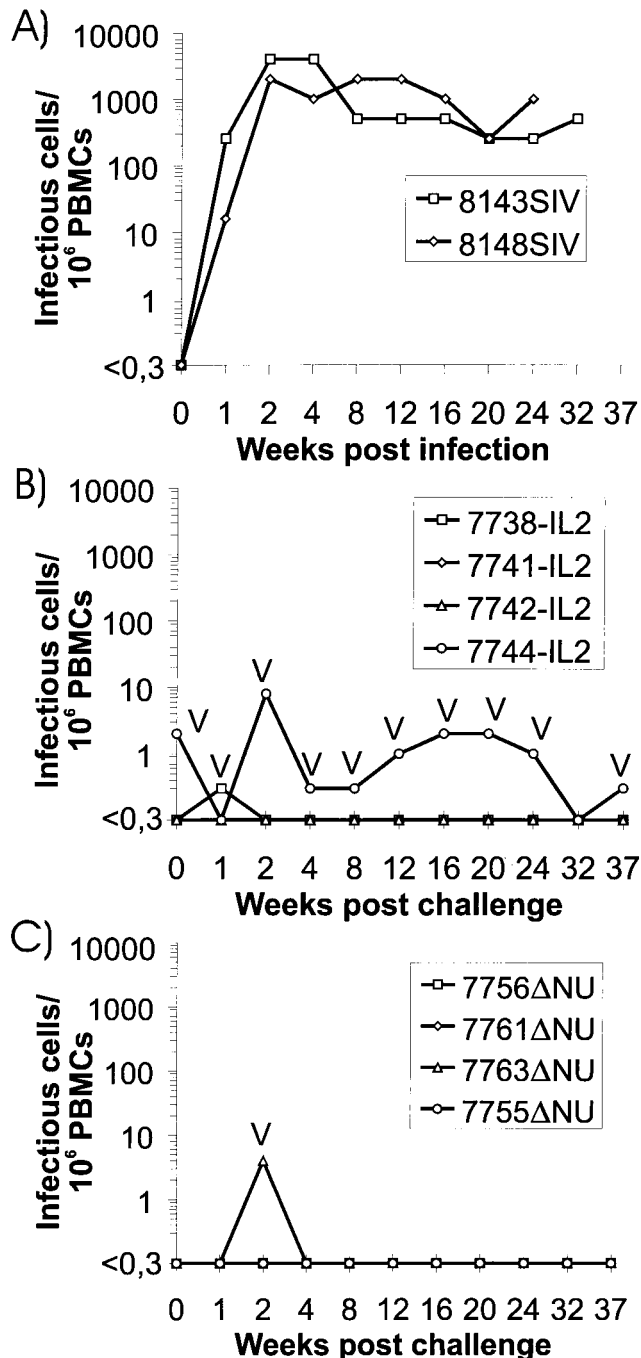 A)
Infectious cells/
10⁶ PBMCs
10000
1000
100
10
1
<0,3
8143SIV
8148SIV
0 1 2 4 8 12 16 20 24 32 37
Weeks post infection
B)
Infectious cells/
10⁶ PBMCs
10000
1000
100
10
1
<0,3
7738-IL2
7741-IL2
7742-IL2
7744-IL2
V V V V V V V V V V
0 1 2 4 8 12 16 20 24 32 37
Weeks post challenge
C)
Infectious cells/
10⁶ PBMCs
10000
1000
100
10
1
<0,3
7756ΔNU
7761ΔNU
7763ΔNU
7755ΔNU
V
0 1 2 4 8 12 16 20 24 32 37
Weeks post challenge